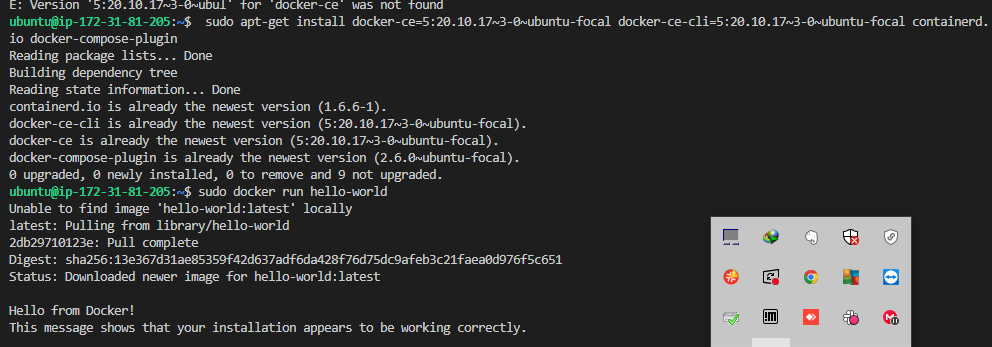 E: Version '5:20.10.17~3-0~ubul' for 'docker-ce' was not found
ubuntu@ip-172-31-81-205:~$  sudo apt-get install docker-ce=5:20.10.17~3-0~ubuntu-focal docker-ce-cli=5:20.10.17~3-0~ubuntu-focal containerd.
io docker-compose-plugin
Reading package lists... Done
Building dependency tree
Reading state information... Done
containerd.io is already the newest version (1.6.6-1).
docker-ce-cli is already the newest version (5:20.10.17~3-0~ubuntu-focal).
docker-ce is already the newest version (5:20.10.17~3-0~ubuntu-focal).
docker-compose-plugin is already the newest version (2.6.0~ubuntu-focal).
0 upgraded, 0 newly installed, 0 to remove and 9 not upgraded.
ubuntu@ip-172-31-81-205:~$ sudo docker run hello-world
Unable to find image 'hello-world:latest' locally
latest: Pulling from library/hello-world
2db29710123e: Pull complete
Digest: sha256:13e367d31ae85359f42d637adf6da428f76d75dc9afeb3c21faea0d976f5c651
Status: Downloaded newer image for hello-world:latest
Hello from Docker!
This message shows that your installation appears to be working correctly.